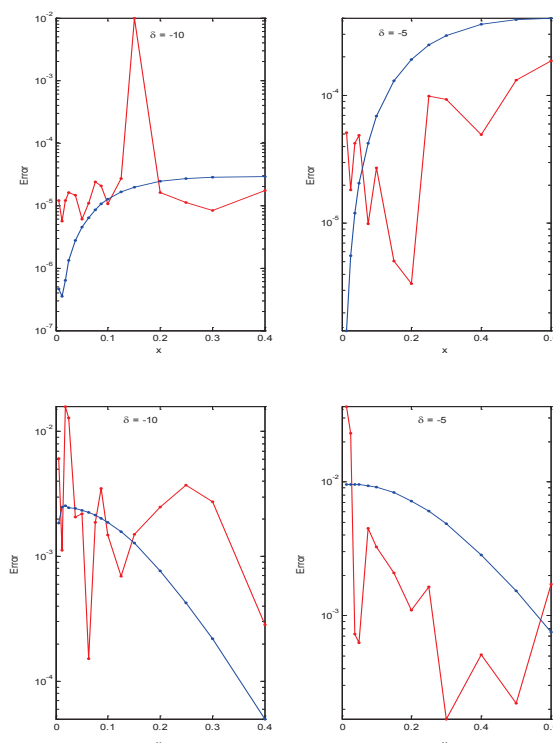 10^-2
δ = -10
10^-3
10^-4
Error
10^-5
10^-6
10^-7
0
0.1
0.2
0.3
0.4
x
δ = -5
10^-4
Error
10^-5
0
0.2
0.4
x
δ = -10
10^-2
Error
10^-3
10^-4
0
0.1
0.2
0.3
0.4
δ = -5
10^-2
Error
10^-3
0
0.2
0.4